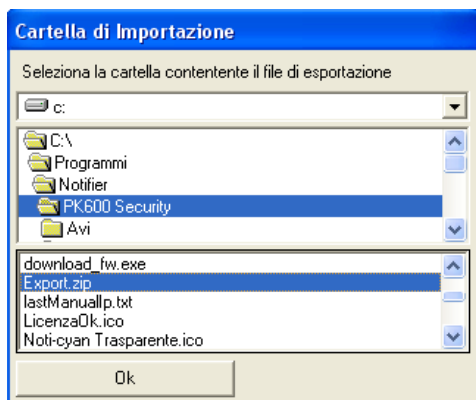 Cartella di Importazione
Seleziona la cartella contentente il file di esportazione
c:
C:\
Programmi
Notifier
PK600 Security
Avi
download_fw.exe
Export.zip
lastManualIp.txt
LicenzaOk.ico
Noti-cyan Trasparente.ico
Ok